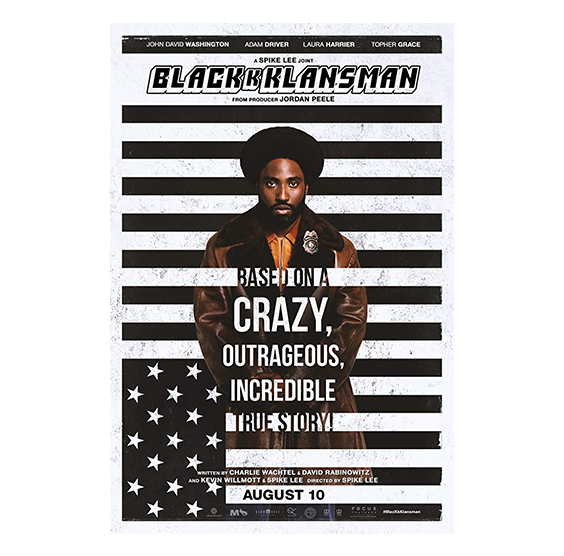 JOHN DAVID WASHINGTON ADAM DRIVER LAURA HARRIER TOPHER GRACE
A SPIKE LEE JOINT
BLACKKKLANSMAN
FROM PRODUCER JORDAN PEELE
BASED ON A
CRAZY,
OUTRAGEOUS,
INCREDIBLE
TRUE STORY!
WRITTEN BY CHARLIE WACHTEL & DAVID RABINOWITZ
AND KEVIN WILLMOTT & SPIKE LEE DIRECTED BY SPIKE LEE
AUGUST 10
FOCUS #BlacKkKlansman